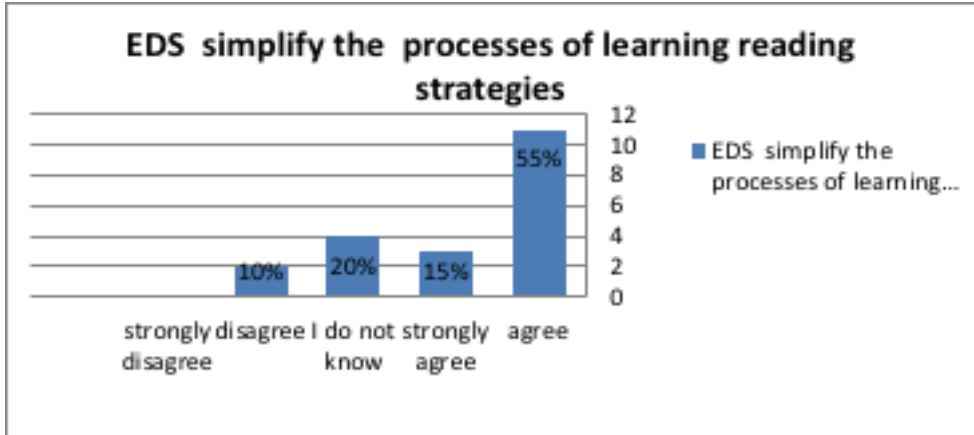 EDS simplify the processes of learning reading
strategies
12
10
8
6
4
2
0
55%
15%
20%
10%
strongly disagree
disagree
I do not know
strongly agree
agree
EDS simplify the
processes of learning...